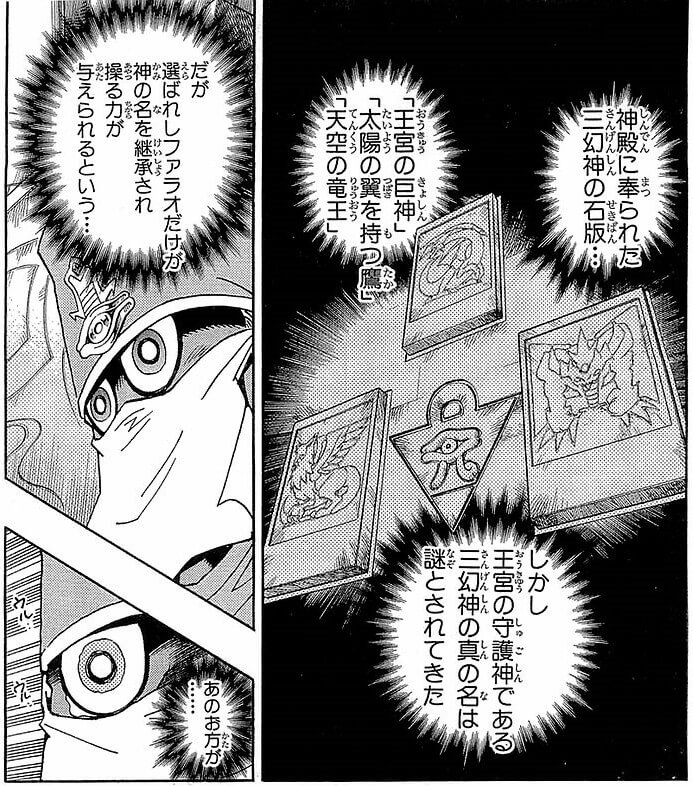 神殿に奉られた
三幻神の石版…
「王宮の巨神」
「太陽の翼を持つ鷹」
「天空の竜王」
しかし
王宮の守護神である
三幻神の真の名は
謎とされてきた
だが
選ばれしファラオだけが
神の名を継承され
操る力が
与えられるという…
あのお方が
……